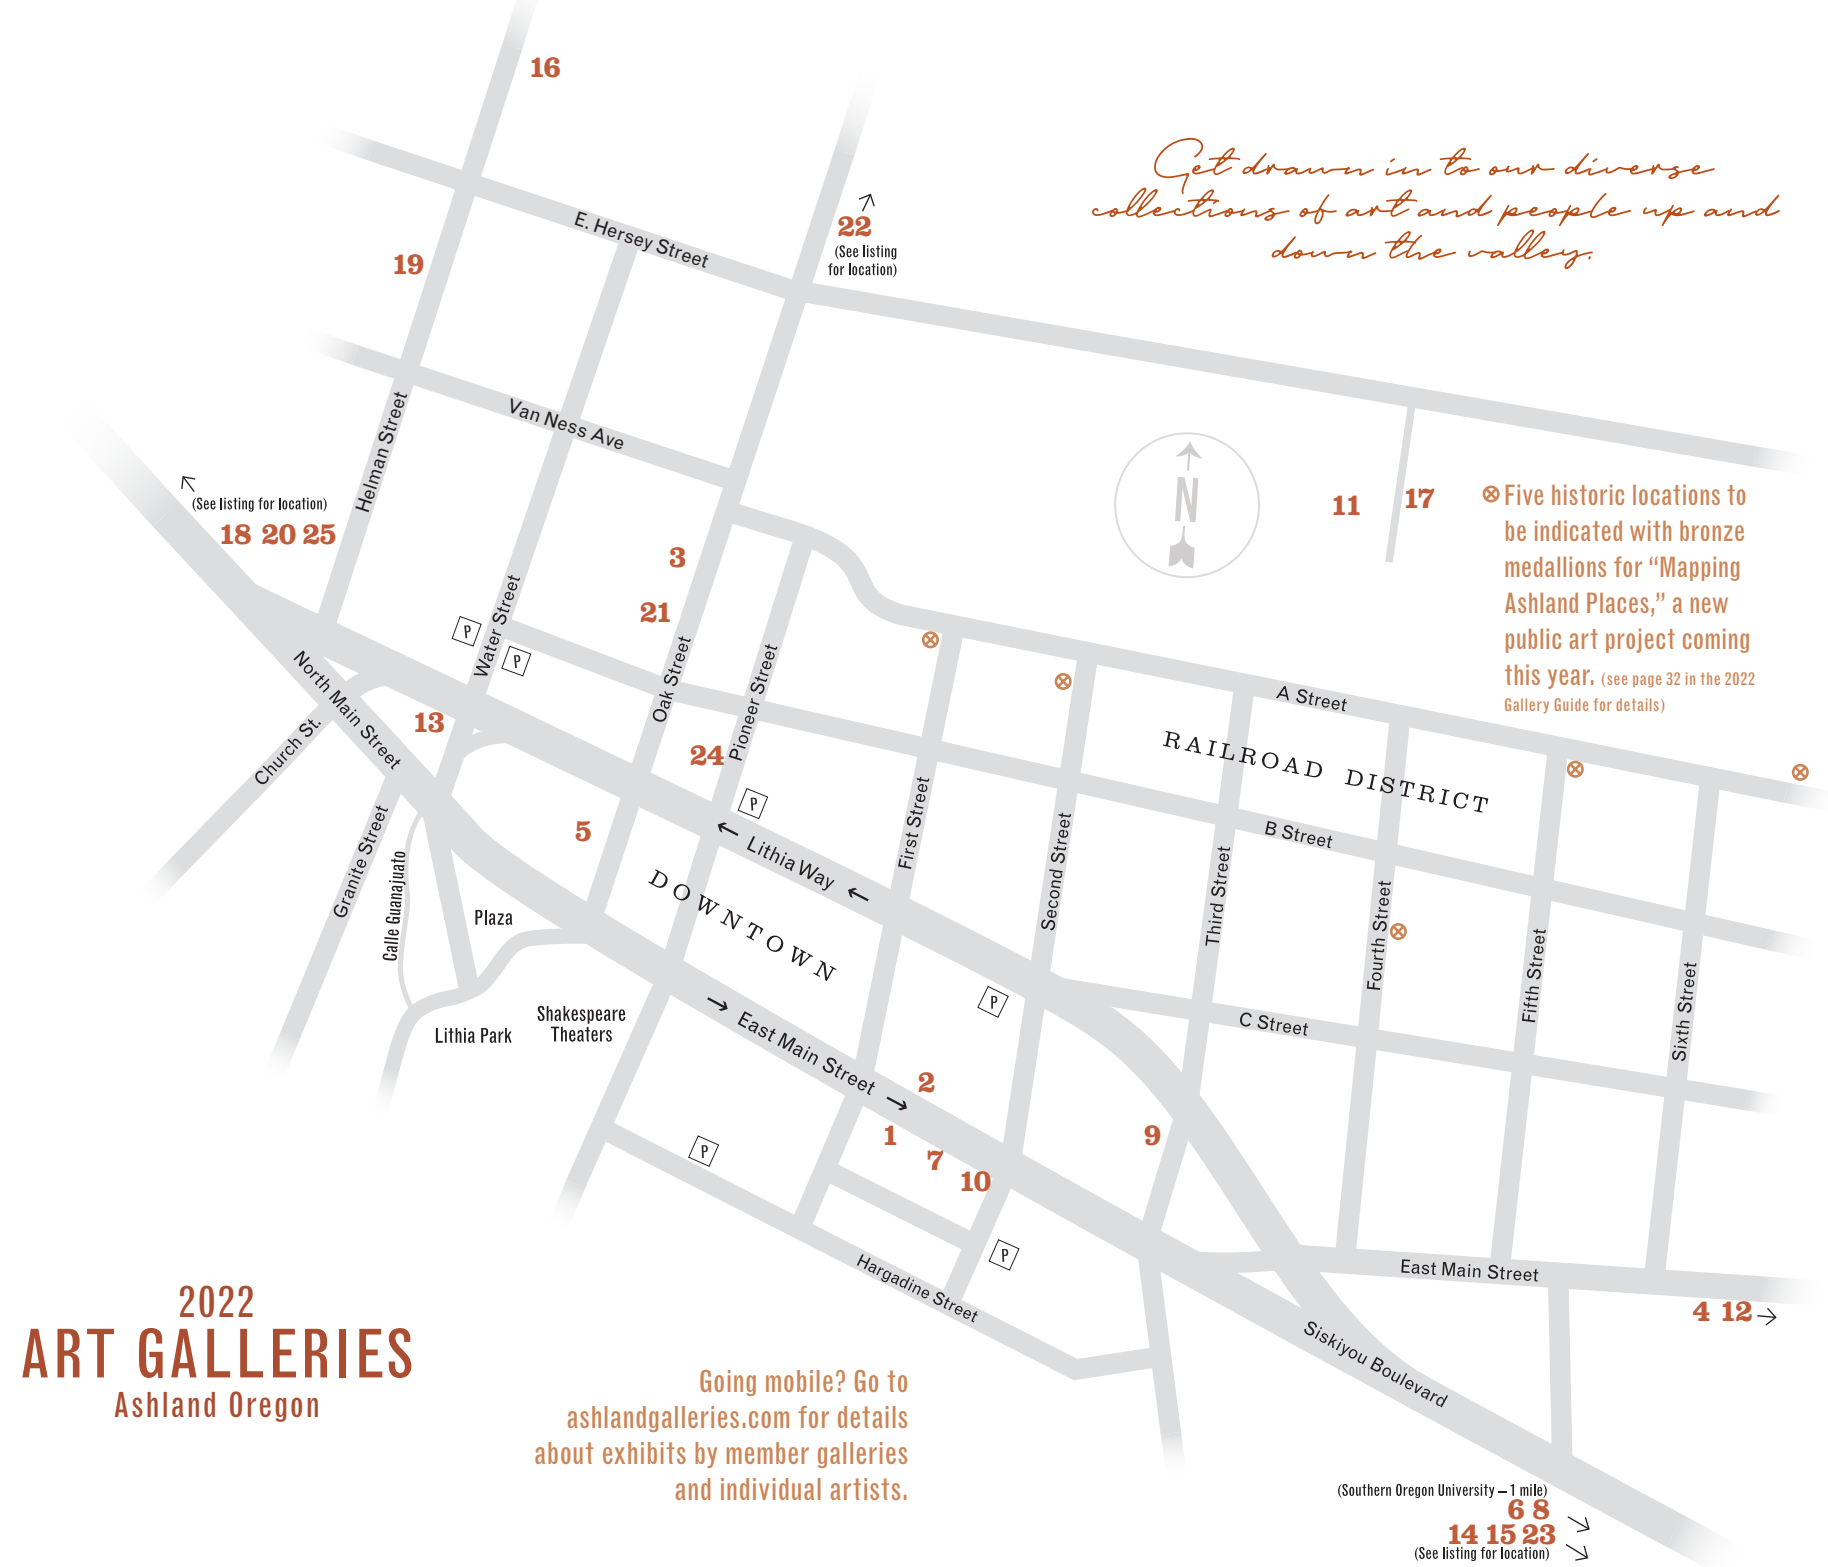 16
Get drawn in to our diverse
collections of art and people up and
down the valley.
22
(See listing
for location)
E. Hersey Street
19
Van Ness Ave
Helman Street
(See listing for location)
18 20 25
N
11
17
Five historic locations to
be indicated with bronze
medallions for “Mapping
Ashland Places,” a new
public art project coming
this year. (see page 32 in the 2022
Gallery Guide for details)
3
21
Water Street
P
P
Oak Street
Pioneer Street
North Main Street
Church St.
13
24
A Street
RAILROAD DISTRICT
P
5
Lithia Way
First Street
Second Street
Third Street
B Street
Fourth Street
Fifth Street
Sixth Street
Granite Street
Calle Guanajuato
Plaza
DOWNTOWN
Lithia Park
Shakespeare
Theaters
P
C Street
East Main Street
2
1
7
10
9
P
P
Hargadine Street
East Main Street
4 12
Siskiyou Boulevard
2022
ART GALLERIES
Ashland Oregon
Going mobile? Go to
ashlandgalleries.com for details
about exhibits by member galleries
and individual artists.
(Southern Oregon University – 1 mile)
6 8
14 15 23
(See listing for location)